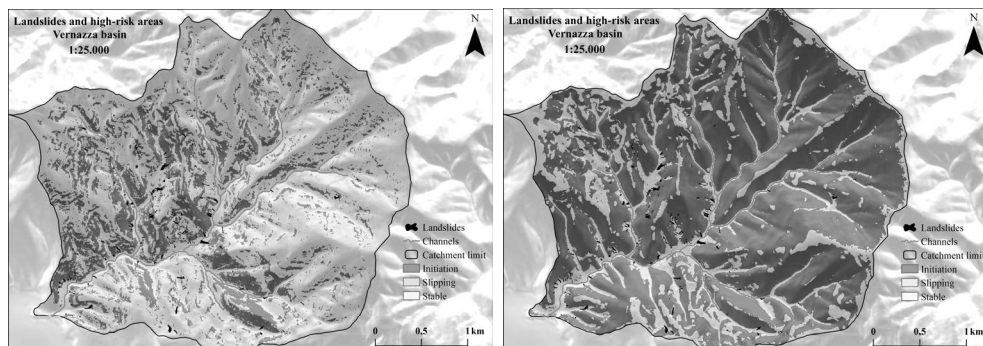 Landslides and high-risk areas
Vernazza basin
1:25.000
N
Landslides
Channels
Catchment limit
Initiation
Slipping
Stable
0 0,5 1 km
Landslides and high-risk areas
Vernazza basin
1:25.000
N
Landslides
Channels
Catchment limit
Initiation
Slipping
Stable
0 0,5 1 km